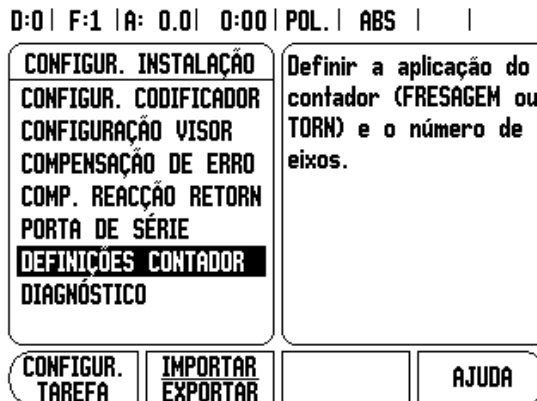 D:0 | F:1 | A: 0.0 | 0:00 | POL. | ABS | |
CONFIGUR. INSTALAÇÃO
CONFIGUR. CODIFICADOR
CONFIGURAÇÃO VISOR
COMPENSAÇÃO DE ERRO
COMP. REACÇÃO RETORN
PORTA DE SÉRIE
DEFINIÇÕES CONTADOR
DIAGNÓSTICO
Definir a aplicação do
contador (FRESAGEM ou
TORN) e o número de
eixos.
CONFIGUR.
TAREFA
IMPORTAR
EXPORTAR
AJUDA